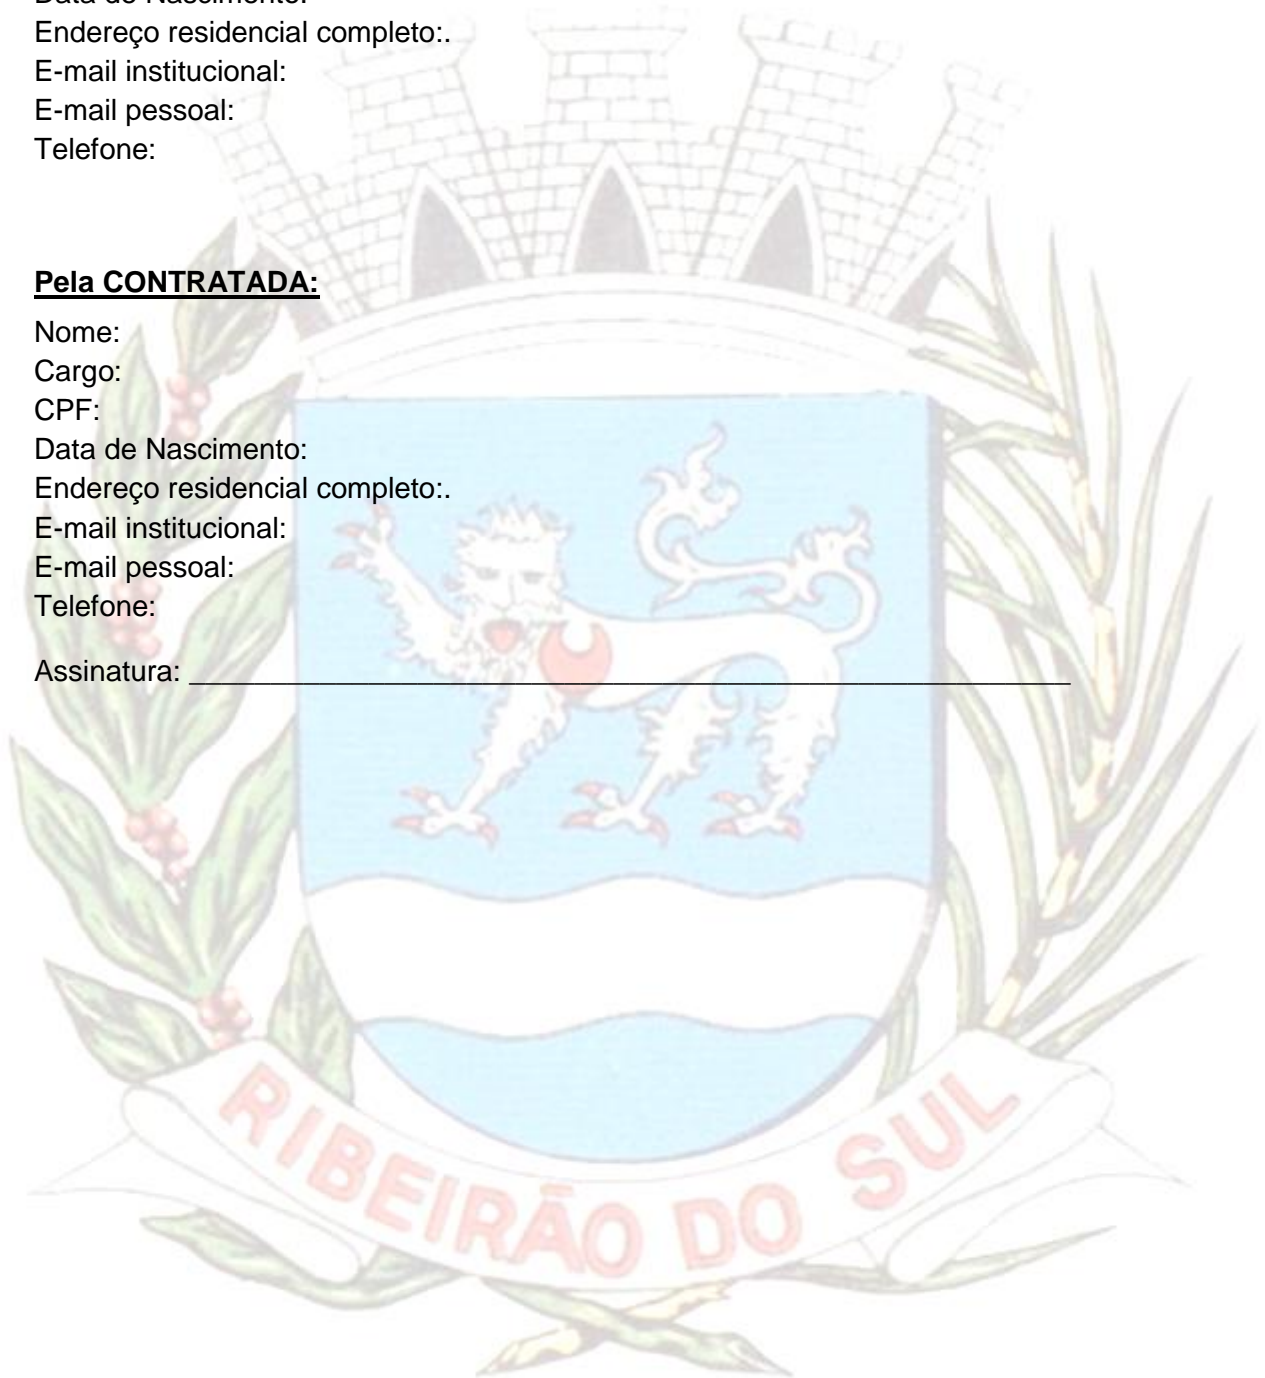 Data de Nascimento:
Endereço residencial completo:.
E-mail institucional:
E-mail pessoal:
Telefone:
Pela CONTRATADA:
Nome:
Cargo:
CPF:
Data de Nascimento:
Endereço residencial completo:.
E-mail institucional:
E-mail pessoal:
Telefone:
Assinatura: ______________________________________________________
RIBEIRÃO DO SUL